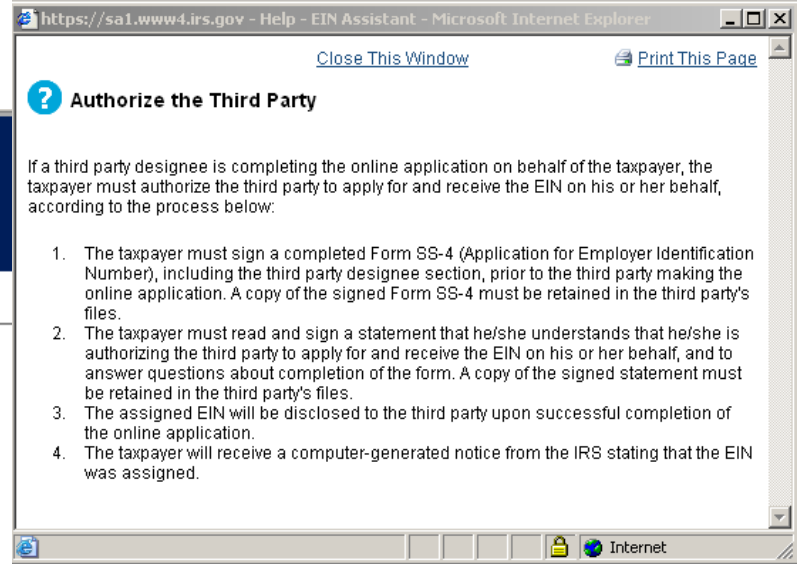 https://sa1.www4.irs.gov - Help - EIN Assistant - Microsoft Internet Explorer
Close This Window
Print This Page
? Authorize the Third Party
If a third party designee is completing the online application on behalf of the taxpayer, the
taxpayer must authorize the third party to apply for and receive the EIN on his or her behalf,
according to the process below:
1. The taxpayer must sign a completed Form SS-4 (Application for Employer Identification
Number), including the third party designee section, prior to the third party making the
online application. A copy of the signed Form SS-4 must be retained in the third party's
files.
2. The taxpayer must read and sign a statement that he/she understands that he/she is
authorizing the third party to apply for and receive the EIN on his or her behalf, and to
answer questions about completion of the form. A copy of the signed statement must
be retained in the third party's files.
3. The assigned EIN will be disclosed to the third party upon successful completion of
the online application.
4. The taxpayer will receive a computer-generated notice from the IRS stating that the EIN
was assigned.
Internet